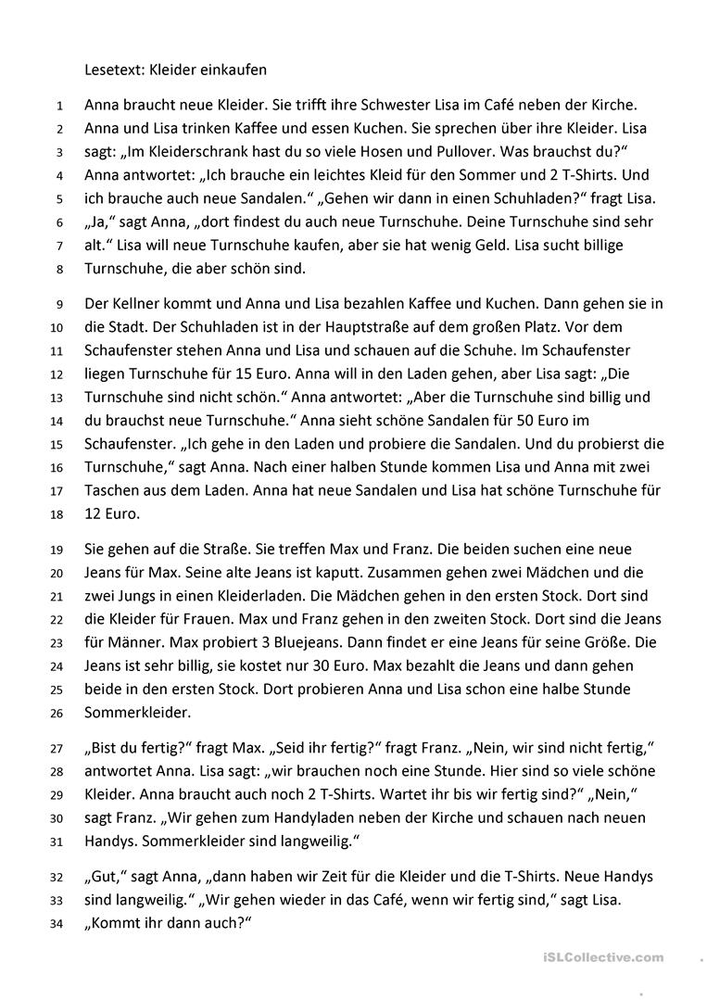 Lesetext: Kleider einkaufen
1 Anna braucht neue Kleider. Sie trifft ihre Schwester Lisa im Café neben der Kirche.
2 Anna und Lisa trinken Kaffee und essen Kuchen. Sie sprechen über ihre Kleider. Lisa
3 sagt: „Im Kleiderschrank hast du so viele Hosen und Pullover. Was brauchst du?“
4 Anna antwortet: „Ich brauche ein leichtes Kleid für den Sommer und 2 T-Shirts. Und
5 ich brauche auch neue Sandalen.“ „Gehen wir dann in einen Schuhladen?“ fragt Lisa.
6 „Ja,“ sagt Anna, „dort findest du auch neue Turnschuhe. Deine Turnschuhe sind sehr
7 alt.“ Lisa will neue Turnschuhe kaufen, aber sie hat wenig Geld. Lisa sucht billige
8 Turnschuhe, die aber schön sind.
9 Der Kellner kommt und Anna und Lisa bezahlen Kaffee und Kuchen. Dann gehen sie in
10 die Stadt. Der Schuhladen ist in der Hauptstraße auf dem großen Platz. Vor dem
11 Schaufenster stehen Anna und Lisa und schauen auf die Schuhe. Im Schaufenster
12 liegen Turnschuhe für 15 Euro. Anna will in den Laden gehen, aber Lisa sagt: „Die
13 Turnschuhe sind nicht schön.“ Anna antwortet: „Aber die Turnschuhe sind billig und
14 du brauchst neue Turnschuhe.“ Anna sieht schöne Sandalen für 50 Euro im
15 Schaufenster. „Ich gehe in den Laden und probiere die Sandalen. Und du probierst die
16 Turnschuhe,“ sagt Anna. Nach einer halben Stunde kommen Lisa und Anna mit zwei
17 Taschen aus dem Laden. Anna hat neue Sandalen und Lisa hat schöne Turnschuhe für
18 12 Euro.
19 Sie gehen auf die Straße. Sie treffen Max und Franz. Die beiden suchen eine neue
20 Jeans für Max. Seine alte Jeans ist kaputt. Zusammen gehen zwei Mädchen und die
21 zwei Jungs in einen Kleiderladen. Die Mädchen gehen in den ersten Stock. Dort sind
22 die Kleider für Frauen. Max und Franz gehen in den zweiten Stock. Dort sind die Jeans
23 für Männer. Max probiert 3 Bluejeans. Dann findet er eine Jeans für seine Größe. Die
24 Jeans ist sehr billig, sie kostet nur 30 Euro. Max bezahlt die Jeans und dann gehen
25 beide in den ersten Stock. Dort probieren Anna und Lisa schon eine halbe Stunde
26 Sommerkleider.
27 „Bist du fertig?“ fragt Max. „Seid ihr fertig?“ fragt Franz. „Nein, wir sind nicht fertig,“
28 antwortet Anna. Lisa sagt: „wir brauchen noch eine Stunde. Hier sind so viele schöne
29 Kleider. Anna braucht auch noch 2 T-Shirts. Wartet ihr bis wir fertig sind?“ „Nein,“
30 sagt Franz. „Wir gehen zum Handyladen neben der Kirche und schauen nach neuen
31 Handys. Sommerkleider sind langweilig.“
32 „Gut,“ sagt Anna, „dann haben wir Zeit für die Kleider und die T-Shirts. Neue Handys
33 sind langweilig.“ „Wir gehen wieder in das Café, wenn wir fertig sind,“ sagt Lisa.
34 „Kommt ihr dann auch?“
iSLCollective.com